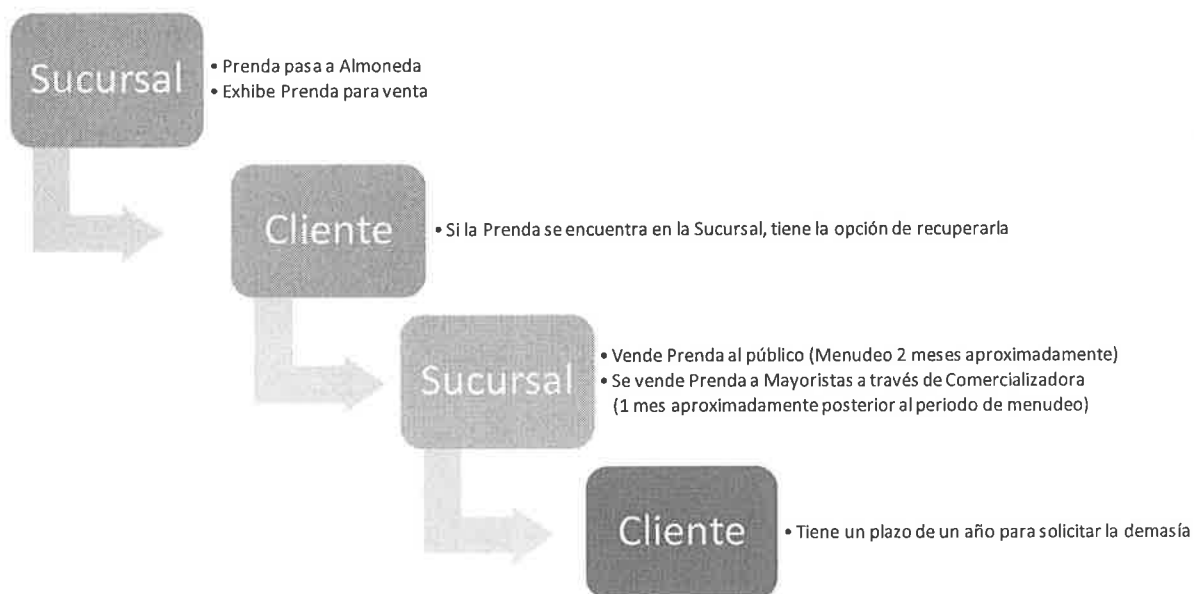 Sucursal
• Prenda pasa a Almoneda
• Exhibe Prenda para venta
Cliente
• Si la Prenda se encuentra en la Sucursal, tiene la opción de recuperarla
Sucursal
• Vende Prenda al público (Menudeo 2 meses aproximadamente)
• Se vende Prenda a Mayoristas a través de Comercializadora
(1 mes aproximadamente posterior al periodo de menudeo)
Cliente
• Tiene un plazo de un año para solicitar la demasía